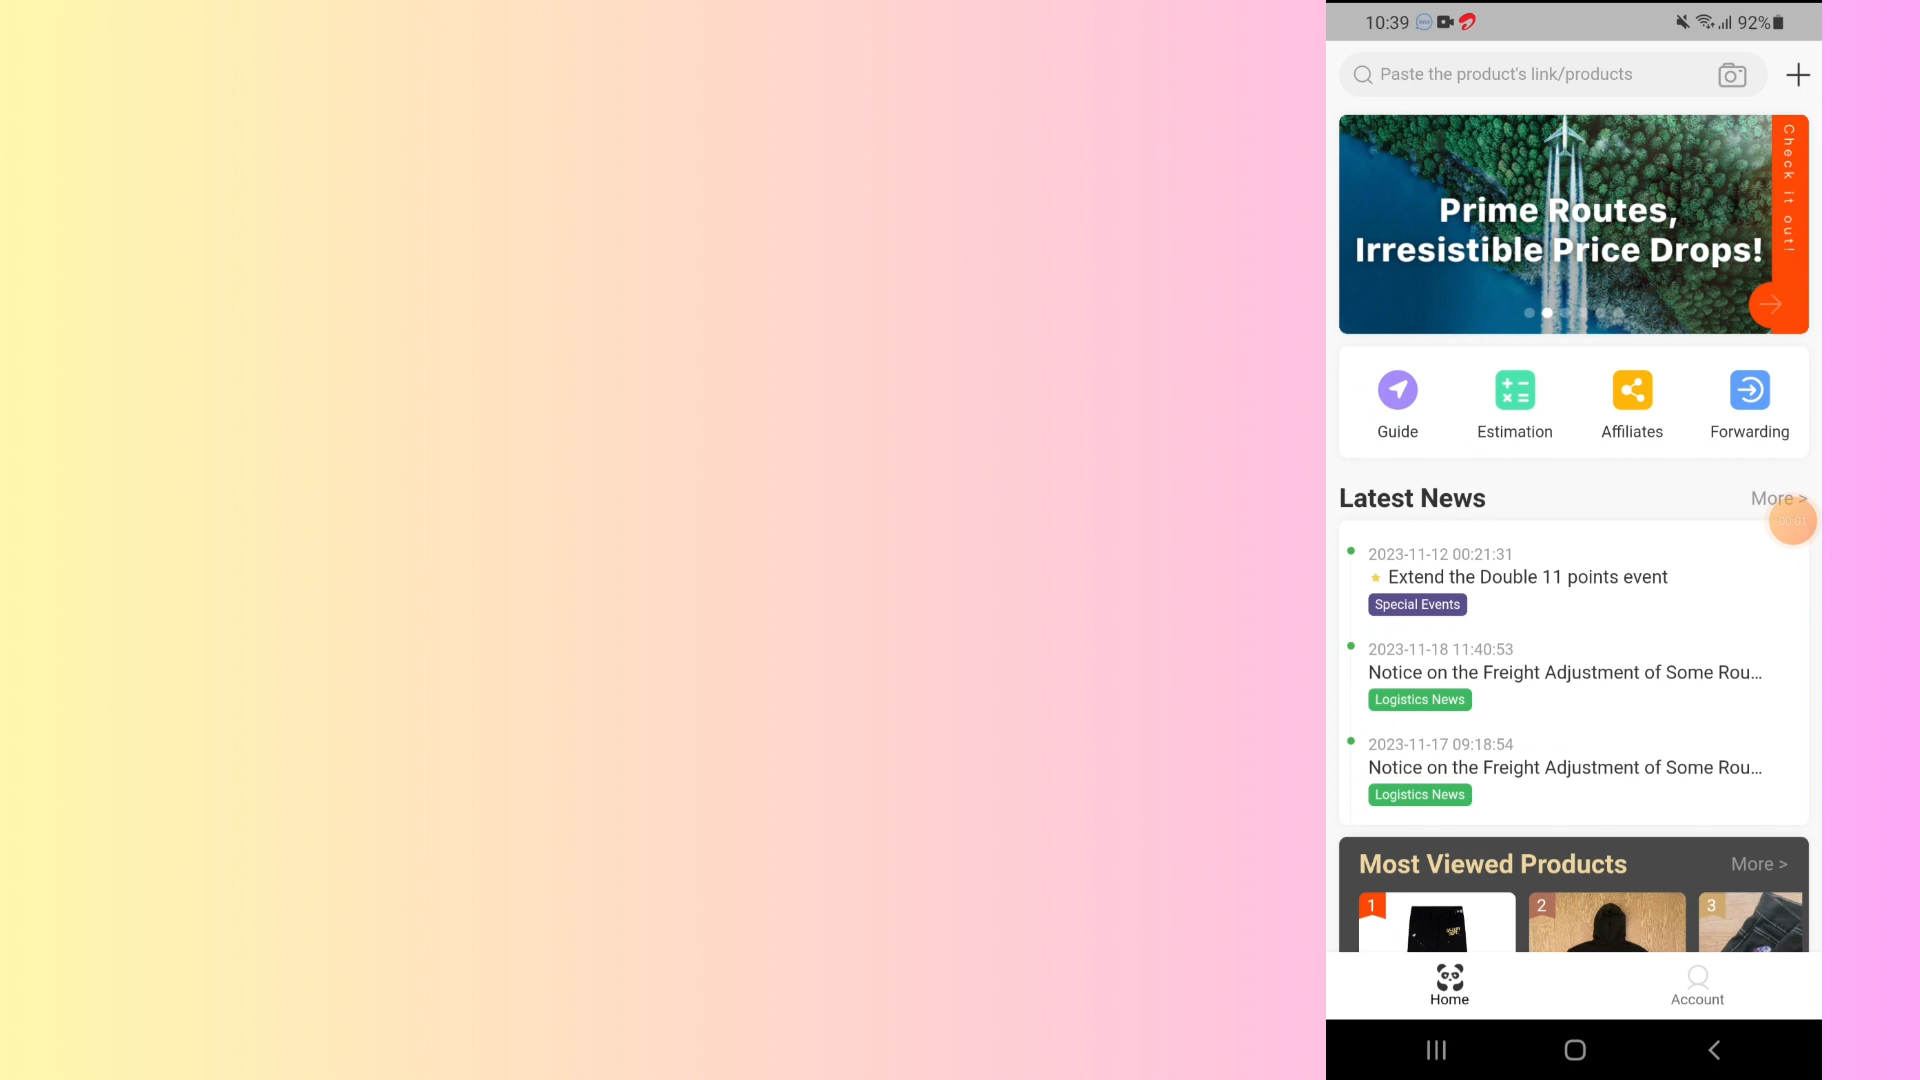 10:39
92%
Paste the product's link/products
Prime Routes,
Irresistible Price Drops!
Check it out!
Guide
Estimation
Affiliates
Forwarding
Latest News
More >
00:01
2023-11-12 00:21:31
Extend the Double 11 points event
Special Events
2023-11-18 11:40:53
Notice on the Freight Adjustment of Some Rou...
Logistics News
2023-11-17 09:18:54
Notice on the Freight Adjustment of Some Rou...
Logistics News
Most Viewed Products
More >
1
2
3
Home
Account